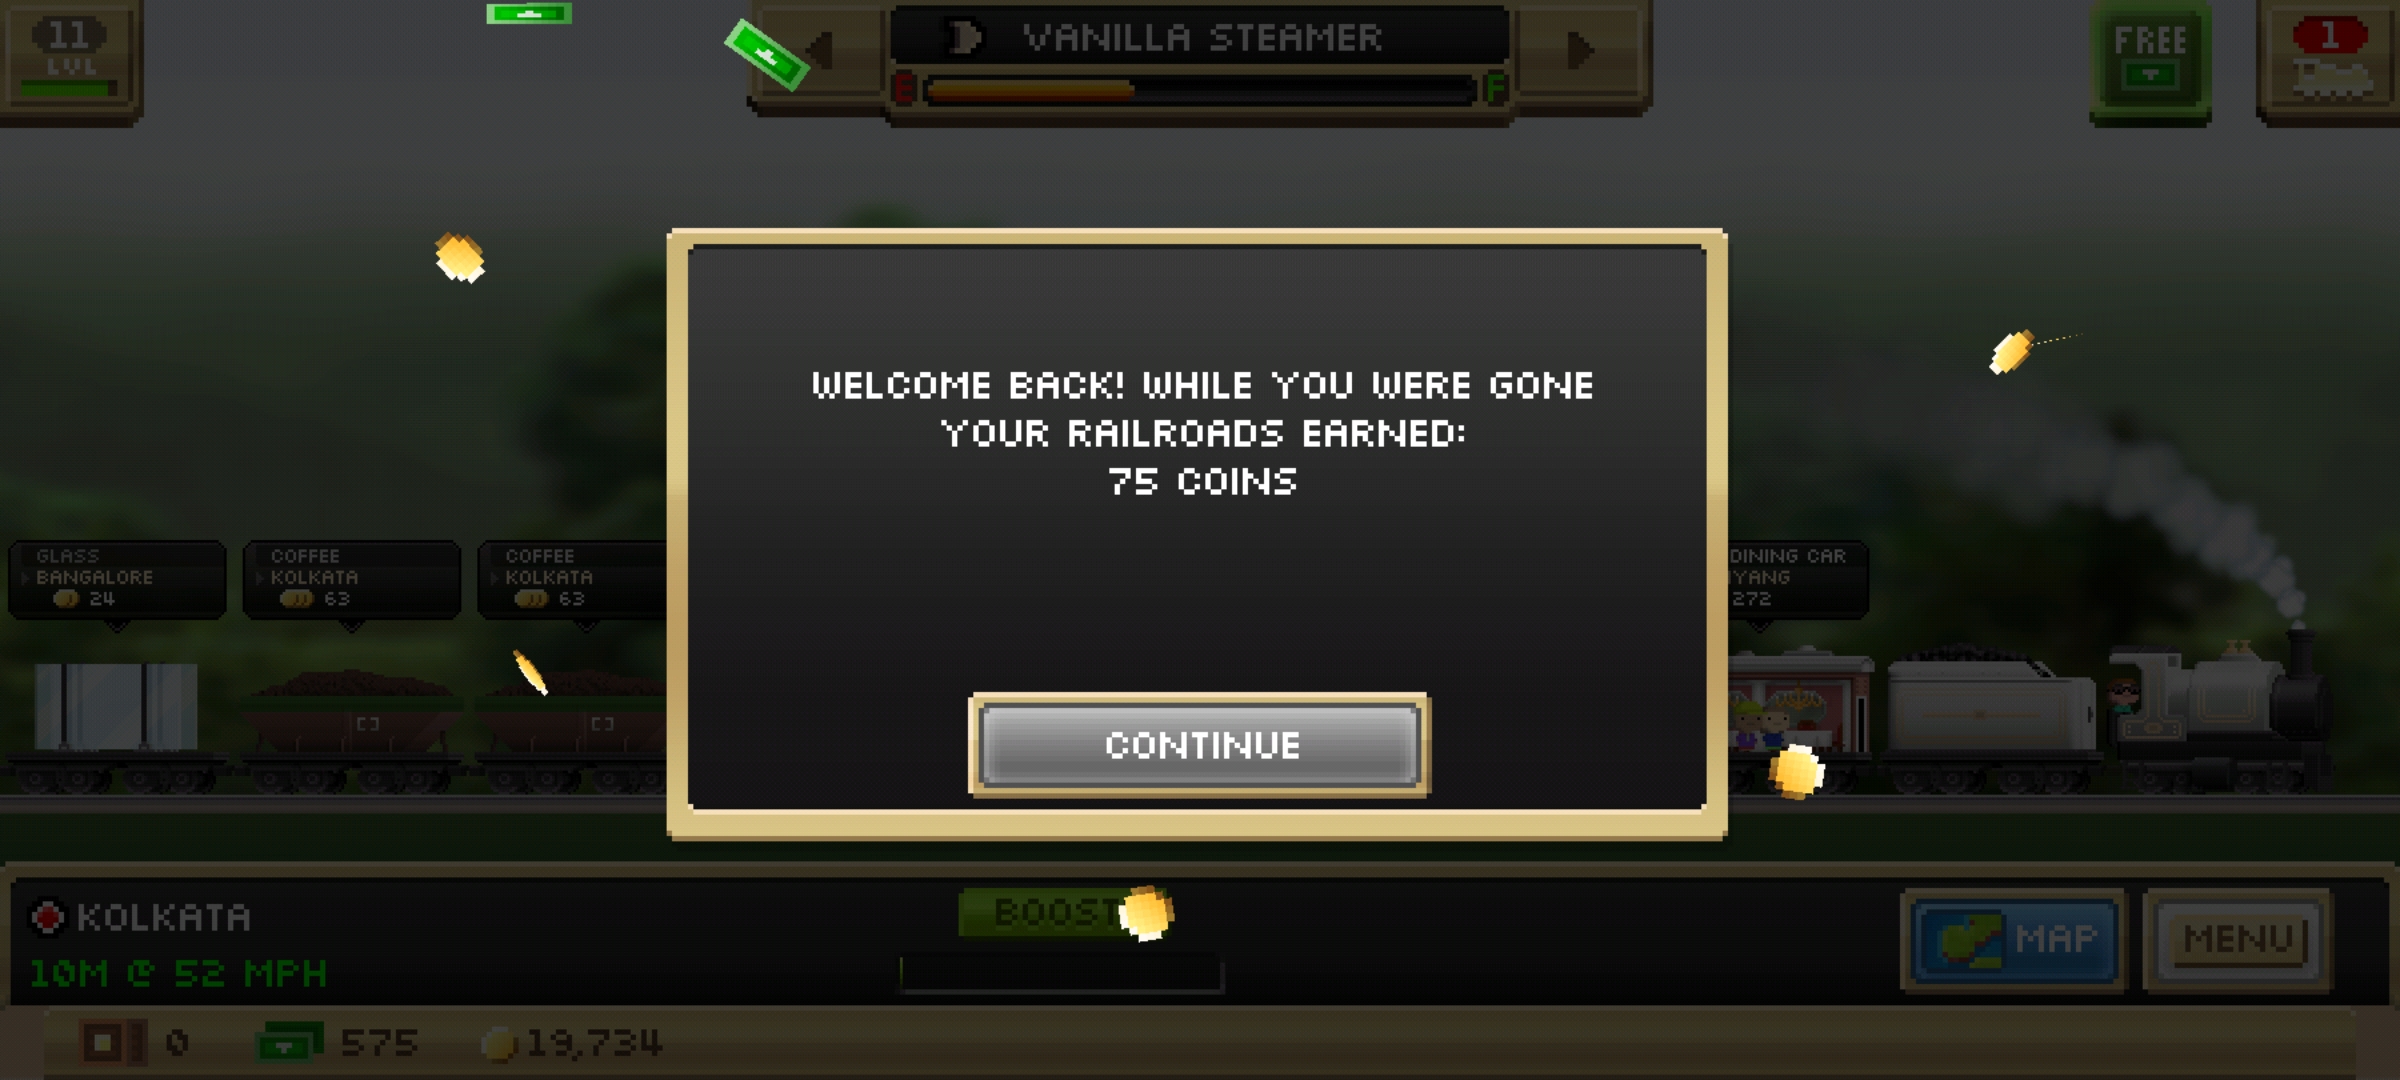 11
LVL
VANILLA STEAMER
E
F
FREE
1
WELCOME BACK! WHILE YOU WERE GONE
YOUR RAILROADS EARNED:
75 COINS
GLASS
BANGALORE
24
COFFEE
KOLKATA
63
COFFEE
KOLKATA
63
DINING CAR
272
CONTINUE
KOLKATA
10M @ 52 MPH
BOOST
MAP
MENU
0
575
19,734